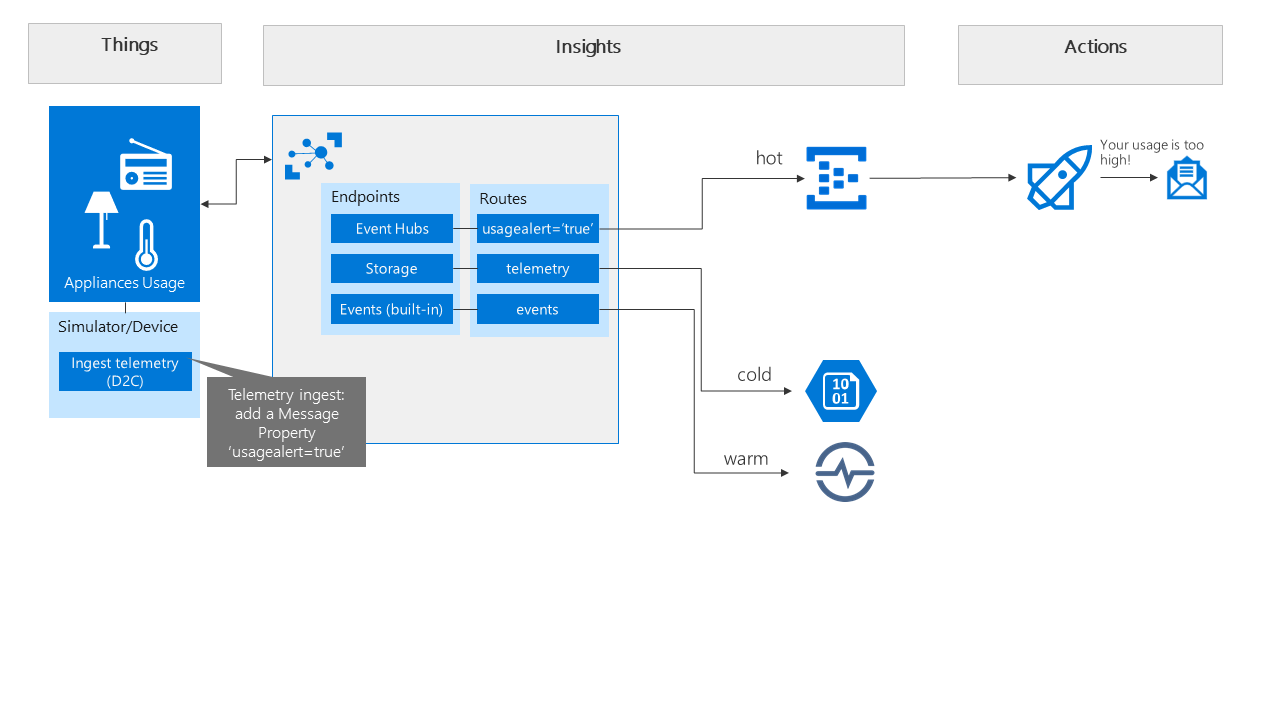 Things
Insights
Actions
Appliances Usage
Simulator/Device
Ingest telemetry
(D2C)
Telemetry ingest:
add a Message
Property
‘usagealert=true’
Endpoints
Event Hubs
Storage
Events (built-in)
Routes
usagealert=‘true’
telemetry
events
hot
cold
10
01
warm
Your usage is too
high!